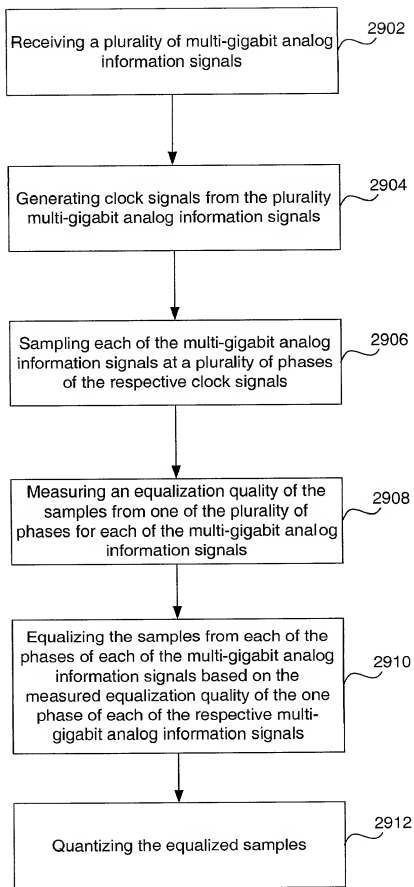 Receiving a plurality of multi-gigabit analog
information signals
2902
Generating clock signals from the plurality
multi-gigabit analog information signals
2904
Sampling each of the multi-gigabit analog
information signals at a plurality of phases
of the respective clock signals
2906
Measuring an equalization quality of the
samples from one of the plurality of
phases for each of the multi-gigabit analog
information signals
2908
Equalizing the samples from each of the
phases of each of the multi-gigabit analog
information signals based on the
measured equalization quality of the one
phase of each of the respective multi-
gigabit analog information signals
2910
Quantizing the equalized samples
2912